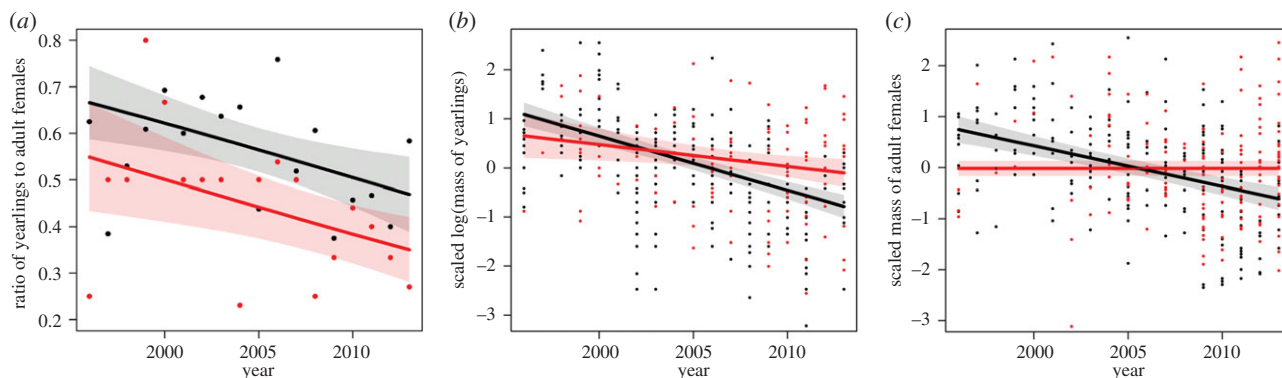 (a)
0.8
0.7
0.6
0.5
0.4
0.3
0.2
ratio of yearlings to adult females
2000 2005 2010
year
(b)
2
1
0
−1
−2
−3
scaled log(mass of yearlings)
2000 2005 2010
year
(c)
2
1
0
−1
−2
−3
scaled mass of adult females
2000 2005 2010
year